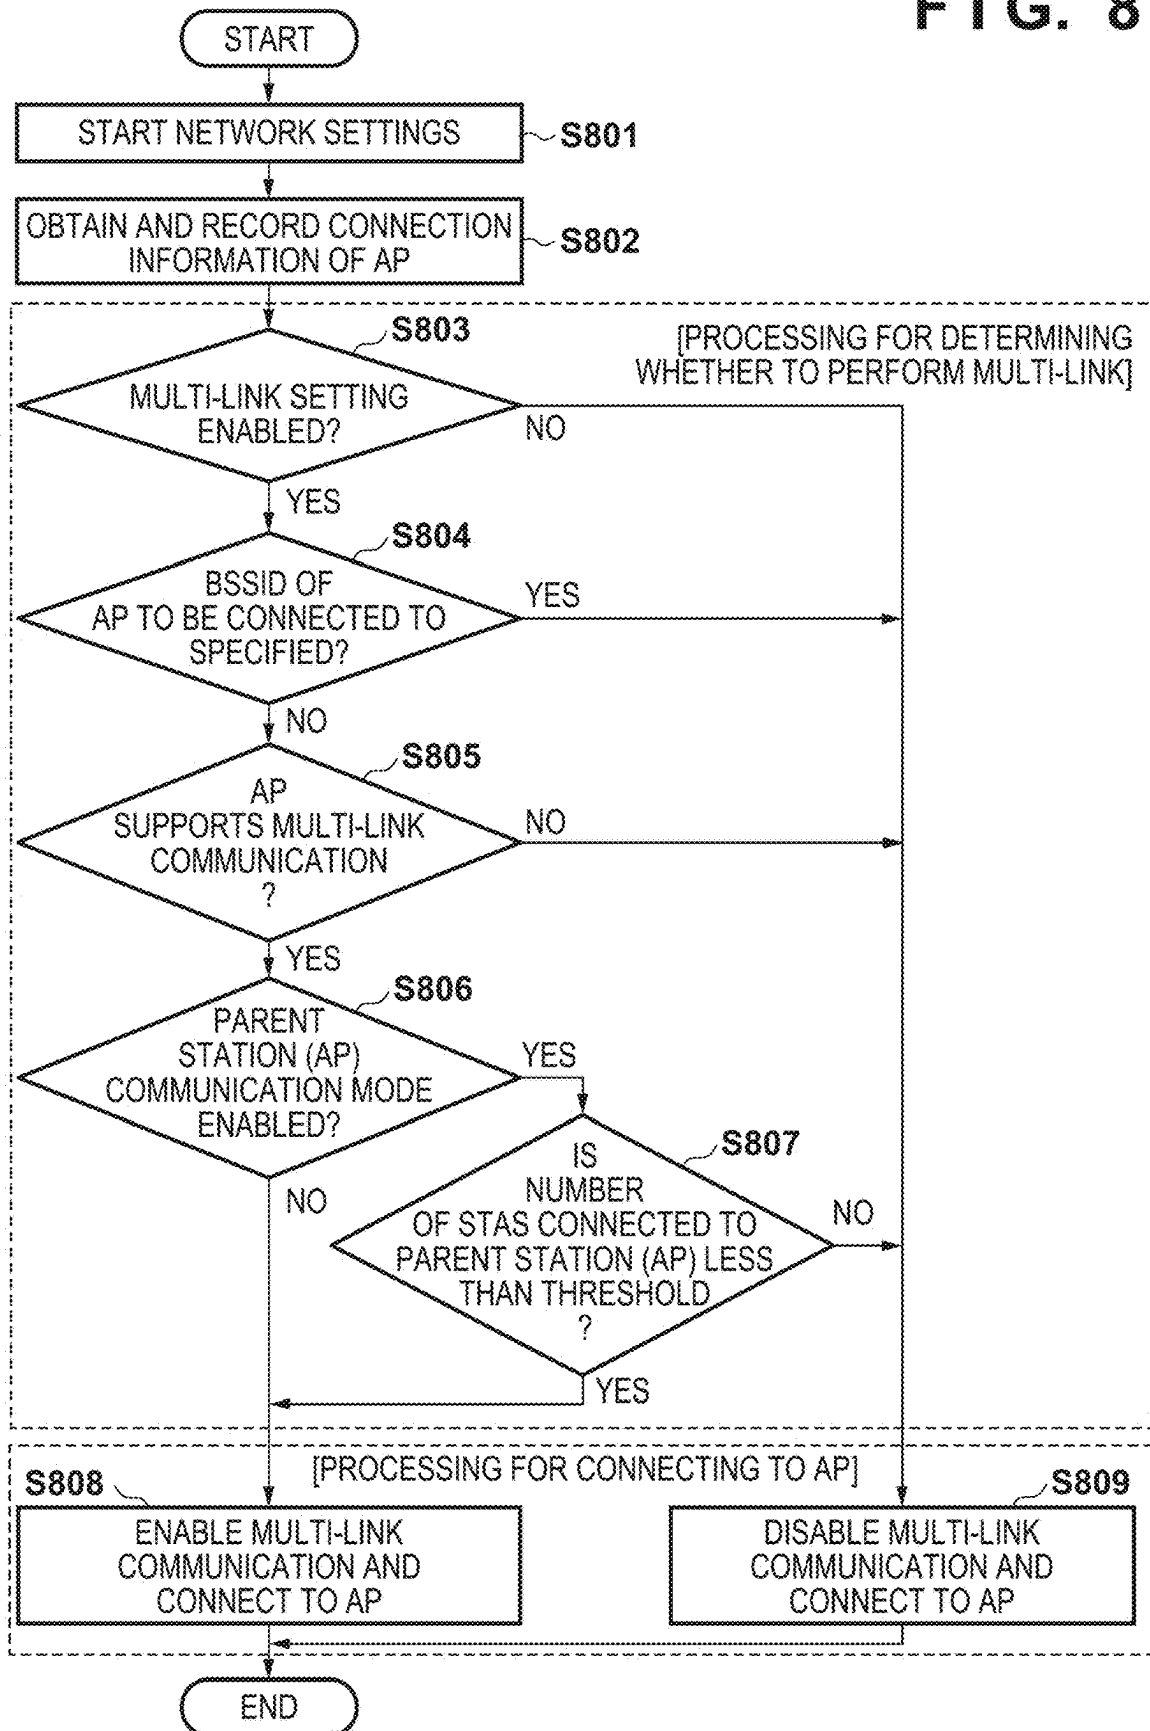 FIG. 8
START
START NETWORK SETTINGS
S801
OBTAIN AND RECORD CONNECTION
INFORMATION OF AP
S802
[PROCESSING FOR DETERMINING
WHETHER TO PERFORM MULTI-LINK]
S803
MULTI-LINK SETTING
ENABLED?
NO
YES
S804
BSSID OF
AP TO BE CONNECTED TO
SPECIFIED?
YES
NO
S805
AP
SUPPORTS MULTI-LINK
COMMUNICATION
?
NO
YES
S806
PARENT
STATION (AP)
COMMUNICATION MODE
ENABLED?
YES
NO
S807
IS
NUMBER
OF STAS CONNECTED TO
PARENT STATION (AP) LESS
THAN THRESHOLD
?
NO
YES
[PROCESSING FOR CONNECTING TO AP]
S808
ENABLE MULTI-LINK
COMMUNICATION AND
CONNECT TO AP
S809
DISABLE MULTI-LINK
COMMUNICATION AND
CONNECT TO AP
END